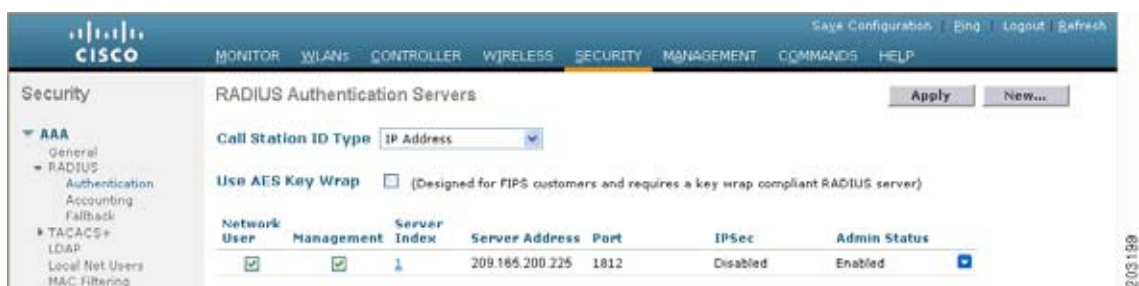 Save Configuration | Ping | Logout | Refresh
CISCO
MONITOR WLANs CONTROLLER WIRELESS SECURITY MANAGEMENT COMMANDS HELP
Security
AAA
General
RADIUS
Authentication
Accounting
Fallback
TACACS+
LDAP
Local Net Users
MAC Filtering
RADIUS Authentication Servers
Apply
New...
Call Station ID Type IP Address
Use AES Key Wrap (Designed for FIPS customers and requires a key wrap compliant RADIUS server)
Network User Management Server Index Server Address Port IPSec Admin Status
1 209.165.200.225 1812 Disabled Enabled
203199